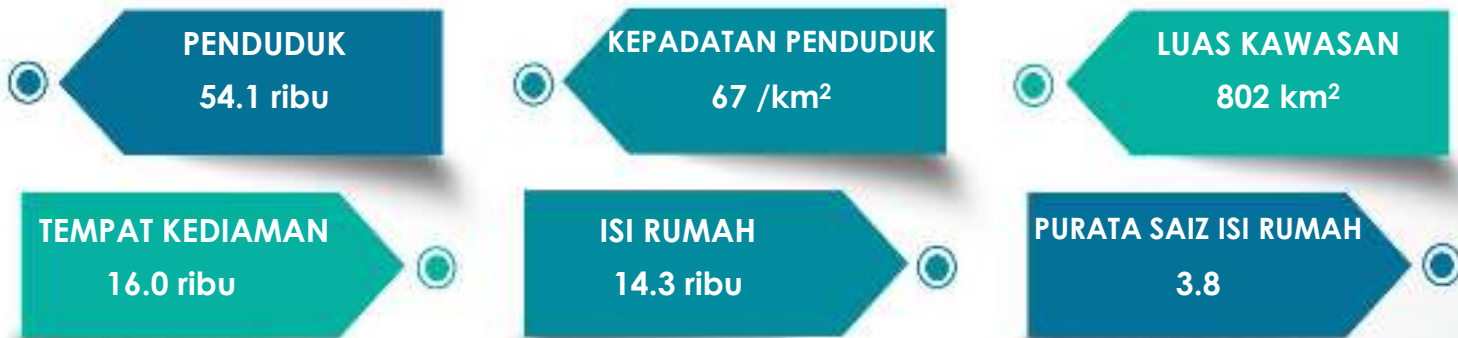 PENDUDUK
54.1 ribu
KEPADATAN PENDUDUK
67 /km²
LUAS KAWASAN
802 km²
TEMPAT KEDIAMAN
16.0 ribu
ISI RUMAH
14.3 ribu
PURATA SAIZ ISI RUMAH
3.8